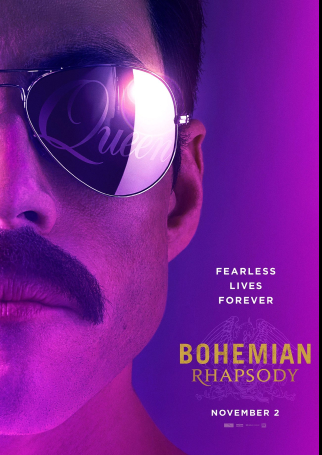 Queen
FEARLESS
LIVES
FOREVER
BOHEMIAN
RHAPSODY
NOVEMBER 2